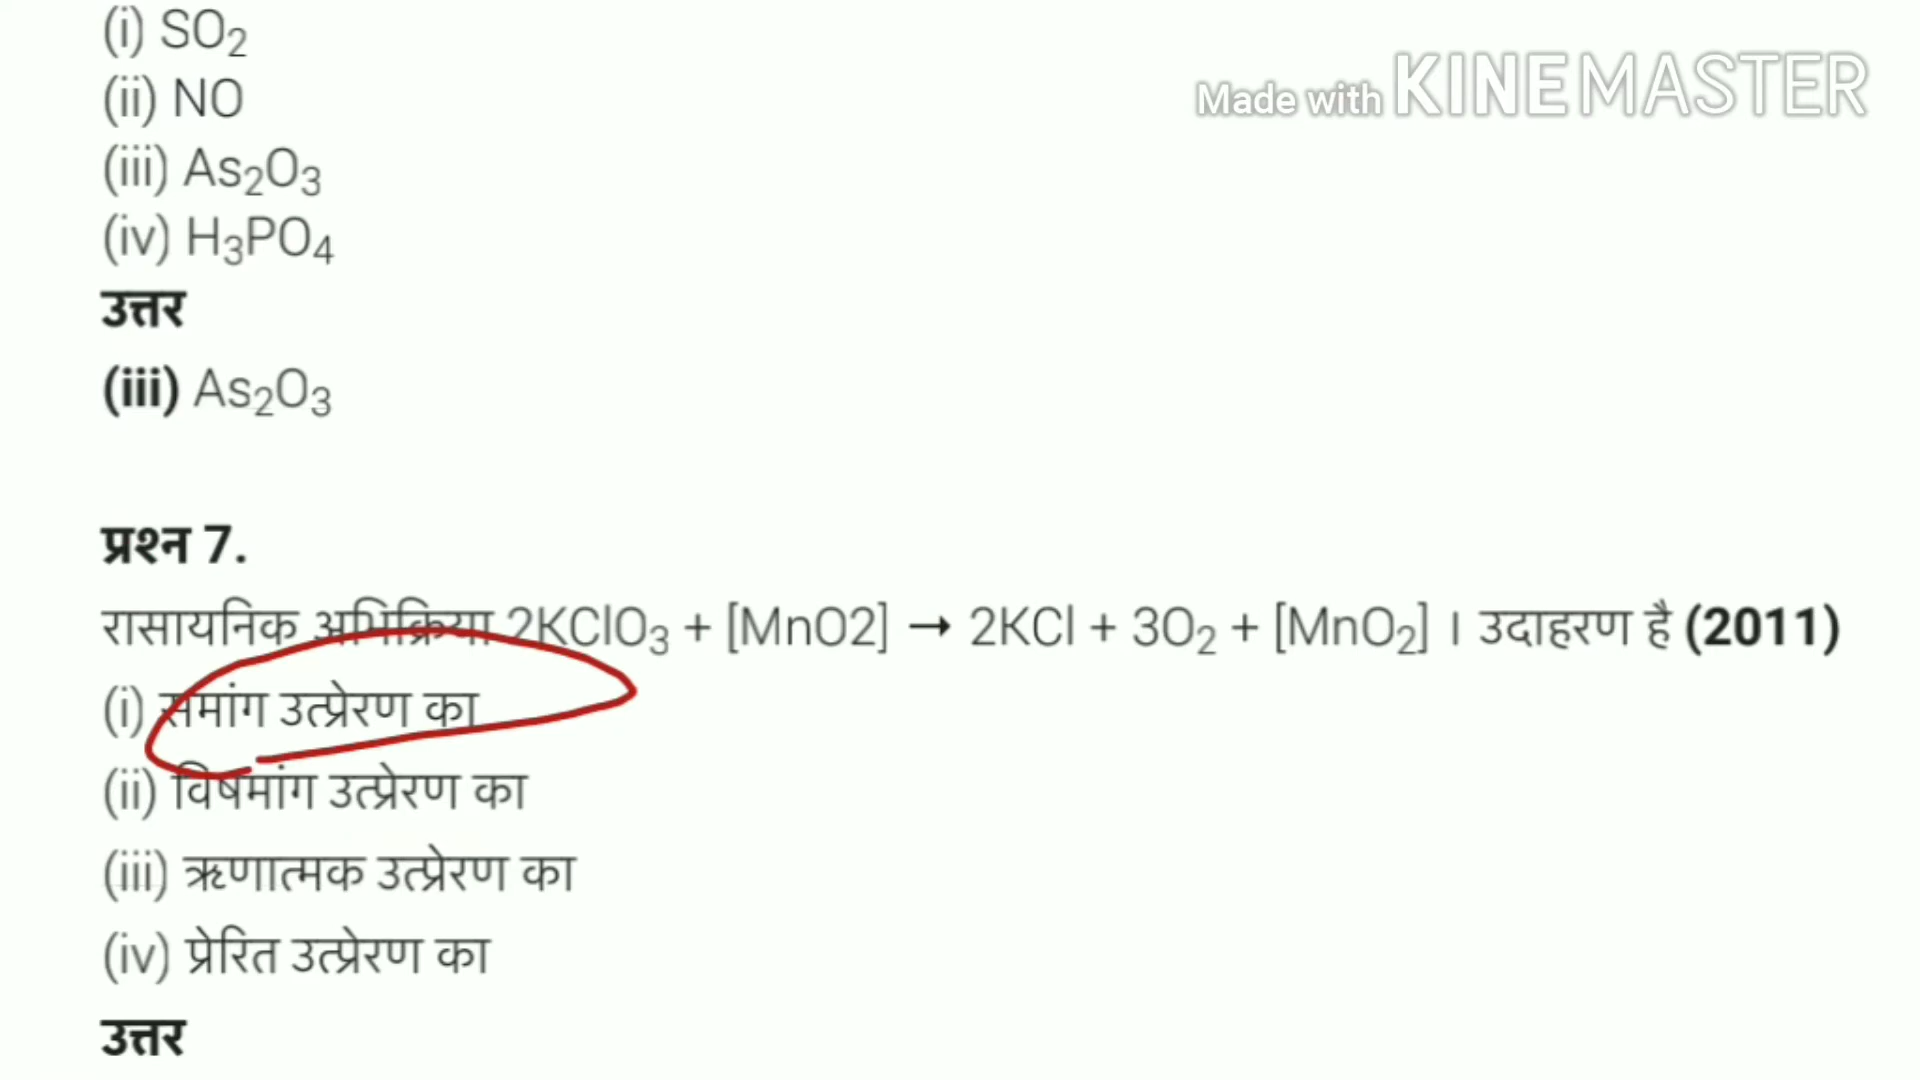 (i) SO₂
Made with KINEMASTER
(ii) NO
(iii) As₂O₃
(iv) H₃PO₄
उत्तर
(iii) As₂O₃
प्रश्न 7.
रासायनिक अभिक्रिया 2KClO₃ + [MnO2] → 2KCl + 3O₂ + [MnO₂] । उदाहरण है (2011)
(i) समांग उत्प्रेरण का
(ii) विषमांग उत्प्रेरण का
(iii) ऋणात्मक उत्प्रेरण का
(iv) प्रेरित उत्प्रेरण का
उत्तर